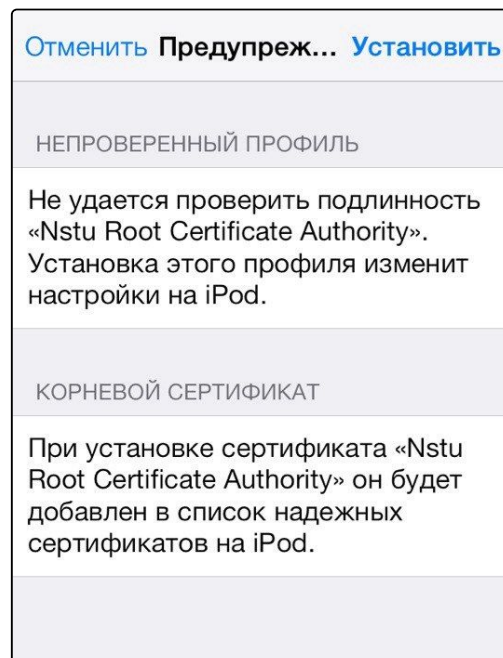 Отменить Предупреж... Установить
НЕПРОВЕРЕННЫЙ ПРОФИЛЬ
Не удается проверить подлинность
«Nstu Root Certificate Authority».
Установка этого профиля изменит
настройки на iPod.
КОРНЕВОЙ СЕРТИФИКАТ
При установке сертификата «Nstu
Root Certificate Authority» он будет
добавлен в список надежных
сертификатов на iPod.